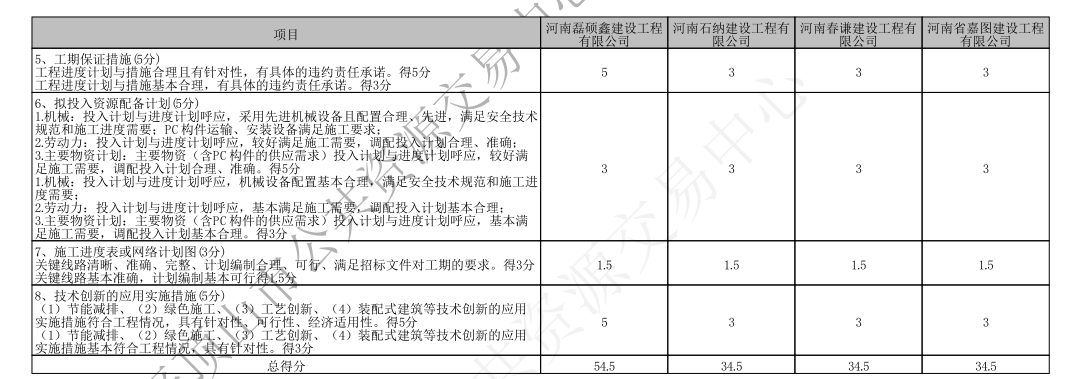 项目 河南磊硕鑫建设工程有限公司 河南石纳建设工程有限公司 河南春谦建设工程有限公司 河南省嘉图建设工程有限公司
5、工期保证措施(5分)
工程进度计划与措施合理且有针对性，有具体的违约责任承诺。得5分
工程进度计划与措施基本合理，有具体的违约责任承诺。得3分
5 3 3 3
6、拟投入资源配备计划(5分)
1.机械：投入计划与进度计划呼应，采用先进机械设备且配置合理、先进，满足安全技术
规范和施工进度需要；PC构件运输、安装设备满足施工要求；
2.劳动力：投入计划与进度计划呼应，较好满足施工需要，调配投入计划合理、准确；
3.主要物资计划：主要物资（含PC构件的供应需求）投入计划与进度计划呼应，较好满
足施工需要，调配投入计划合理、准确。得5分
1.机械：投入计划与进度计划呼应，机械设备配置基本合理，满足安全技术规范和施工进
度需要；
2.劳动力：投入计划与进度计划呼应，基本满足施工需要，调配投入计划基本合理；
3.主要物资计划：主要物资（含PC构件的供应需求）投入计划与进度计划呼应，基本满
足施工需要，调配投入计划基本合理。得3分
3 3 3 3
7、施工进度表或网络计划图(3分)
关键线路清晰、准确、完整、计划编制合理、可行、满足招标文件对工期的要求。得3分
关键线路基本准确，计划编制基本可行得1.5分
1.5 1.5 1.5 1.5
8、技术创新的应用实施措施(5分)
（1）节能减排、（2）绿色施工、（3）工艺创新、（4）装配式建筑等技术创新的应用
实施措施符合工程情况，具有针对性、可行性、经济适用性。得5分
（1）节能减排、（2）绿色施工、（3）工艺创新、（4）装配式建筑等技术创新的应用
实施措施基本符合工程情况，具有针对性。得3分
5 3 3 3
总得分 54.5 34.5 34.5 34.5
顶山市公共资源交易中
共资源交易中心